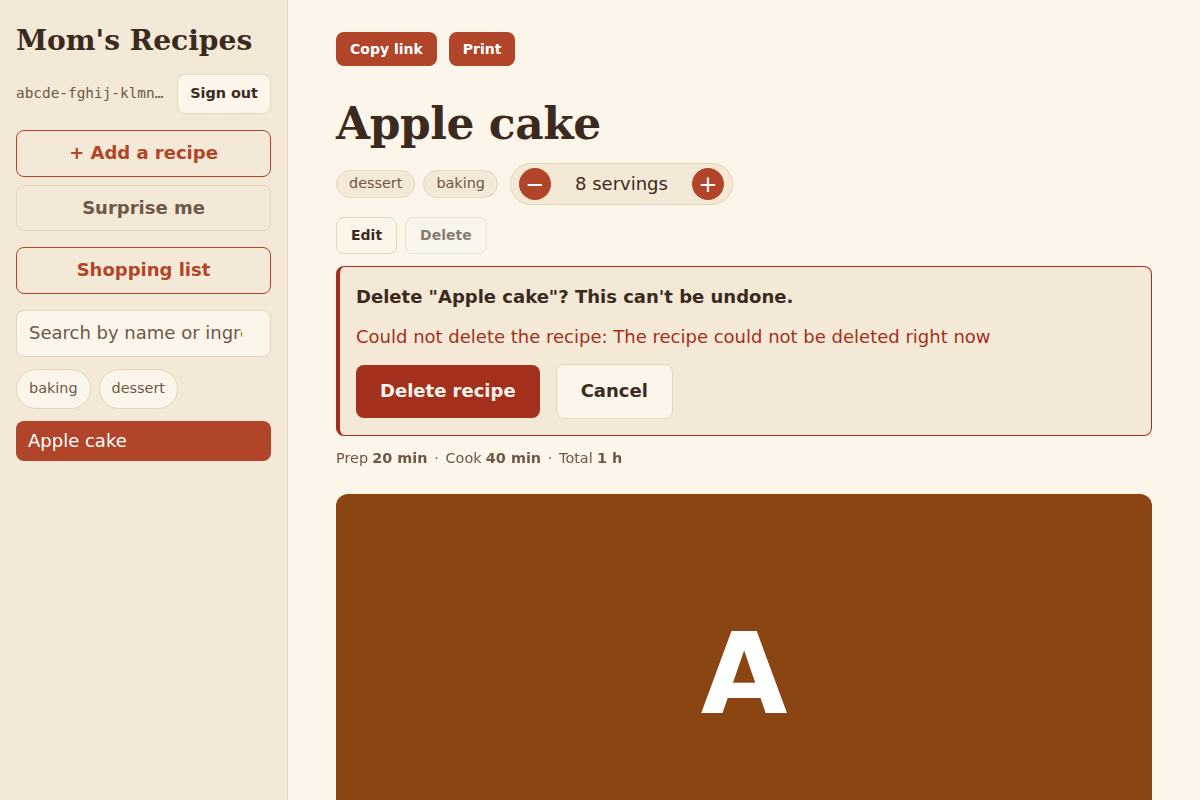 Mom's Recipes
abcde-fghij-klmn…
Sign out
+ Add a recipe
Surprise me
Shopping list
Search by name or ingr
baking
dessert
Apple cake
Copy link
Print
Apple cake
dessert
baking
−
8 servings
+
Edit
Delete
Delete "Apple cake"? This can't be undone.
Could not delete the recipe: The recipe could not be deleted right now
Delete recipe
Cancel
Prep 20 min · Cook 40 min · Total 1 h
A